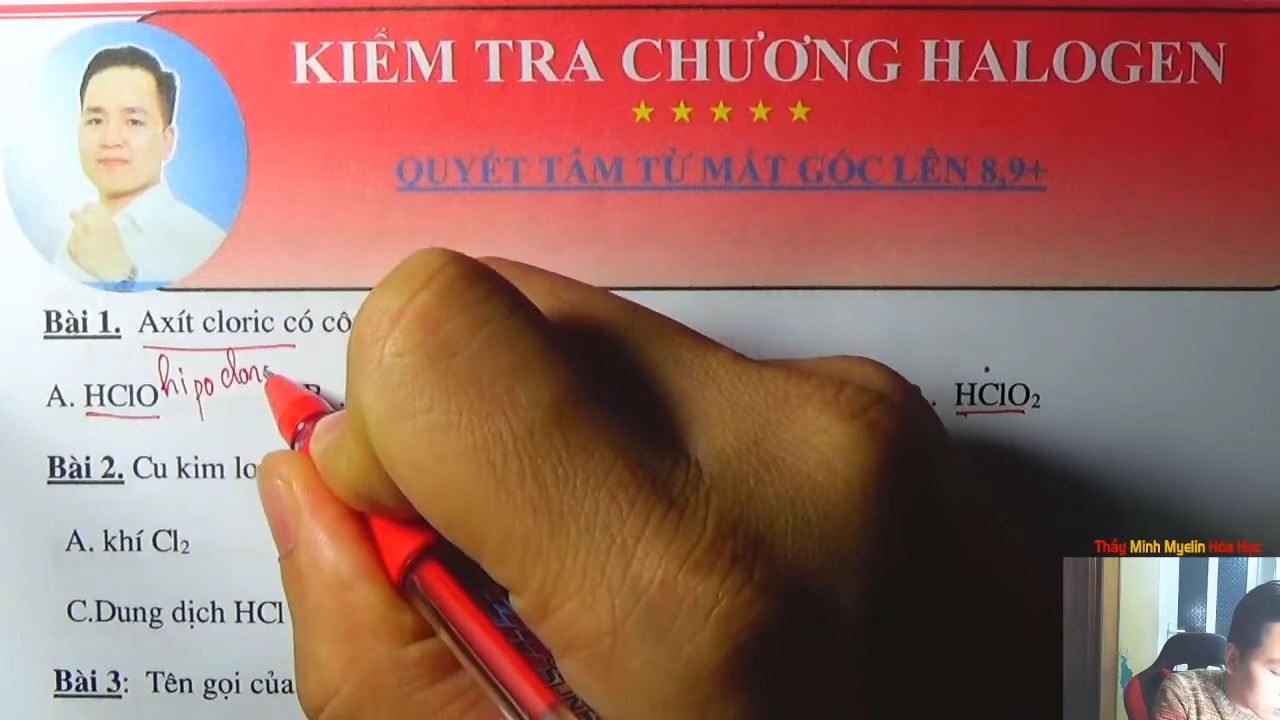 KIỂM TRA CHƯƠNG HALOGEN
QUYẾT TÂM TỪ MẤT GỐC LÊN 8,9+
Bài 1. Axít cloric có cô
hipo clorơ
A. HClO B. HClO₂
Bài 2. Cu kim lo
A. khí Cl₂
Thầy Minh Myelin Hóa Học
C.Dung dịch HCl
Bài 3: Tên gọi của